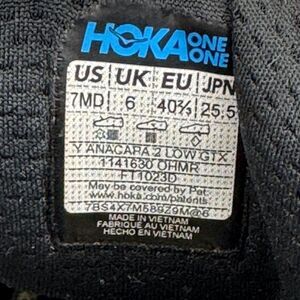 HOKA ONE ONE
US UK EU JPN
7MD 6 40⅔ 25.5
Y ANACAPA 2 LOW GTX
1141630 OHMR
FT1023D
May be covered by Pat.
www.hoka.com/patents
MADE IN VIETNAM
FABRIQUÉ AU VIETNAM
HECHO EN VIETNAM